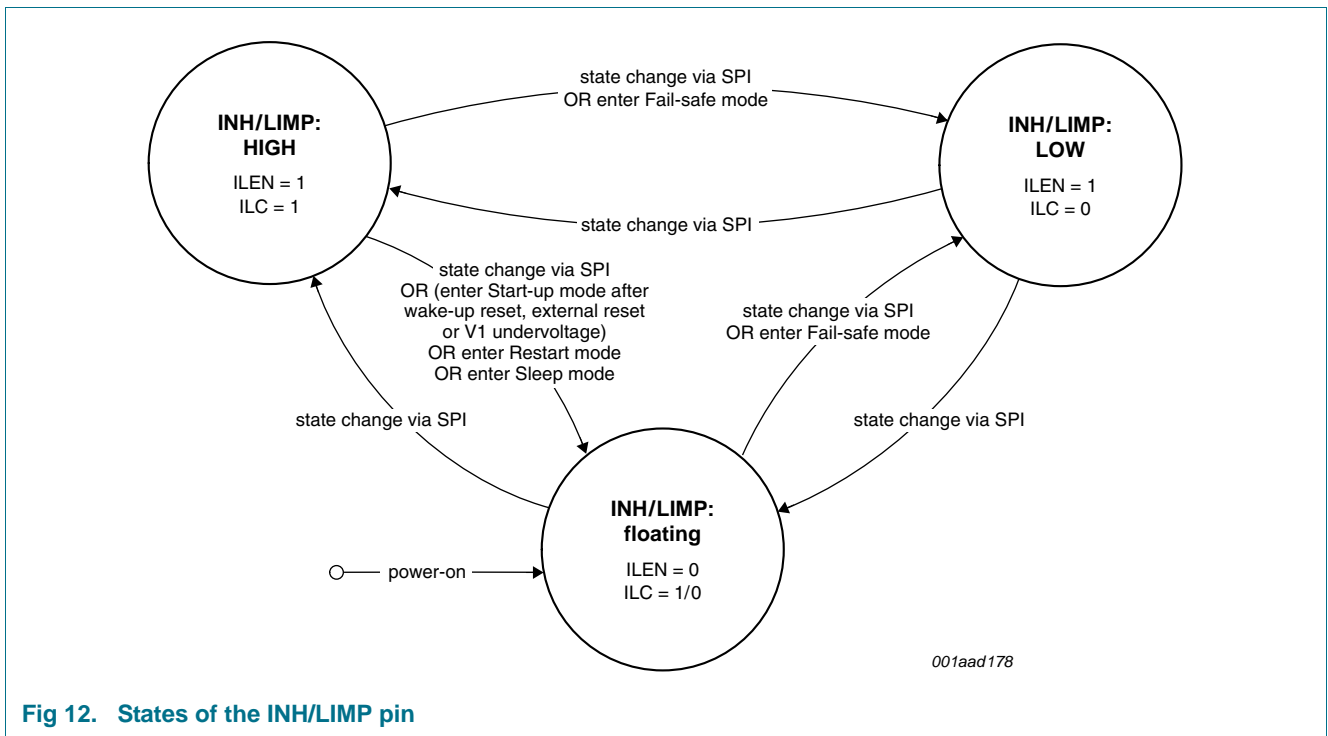 state change via SPI
OR enter Fail-safe mode
INH/LIMP:
HIGH
ILEN = 1
ILC = 1
INH/LIMP:
LOW
ILEN = 1
ILC = 0
state change via SPI
state change via SPI
OR (enter Start-up mode after
wake-up reset, external reset
or V1 undervoltage)
OR enter Restart mode
OR enter Sleep mode
state change via SPI
OR enter Fail-safe mode
state change via SPI
state change via SPI
INH/LIMP:
floating
ILEN = 0
ILC = 1/0
power-on
001aad178
Fig 12. States of the INH/LIMP pin